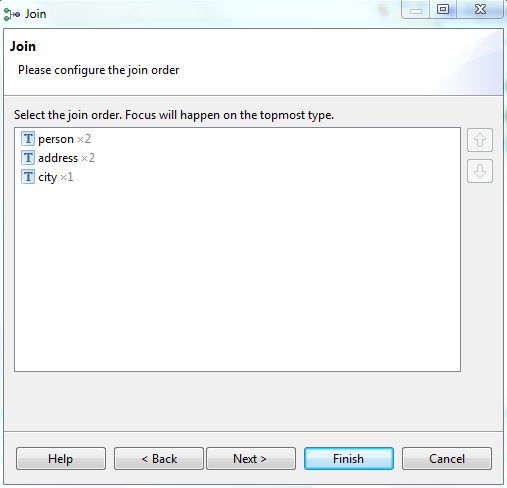 Join
Join
Please configure the join order
Select the join order. Focus will happen on the topmost type.
T person ×2
T address ×2
T city ×1
Help
< Back
Next >
Finish
Cancel